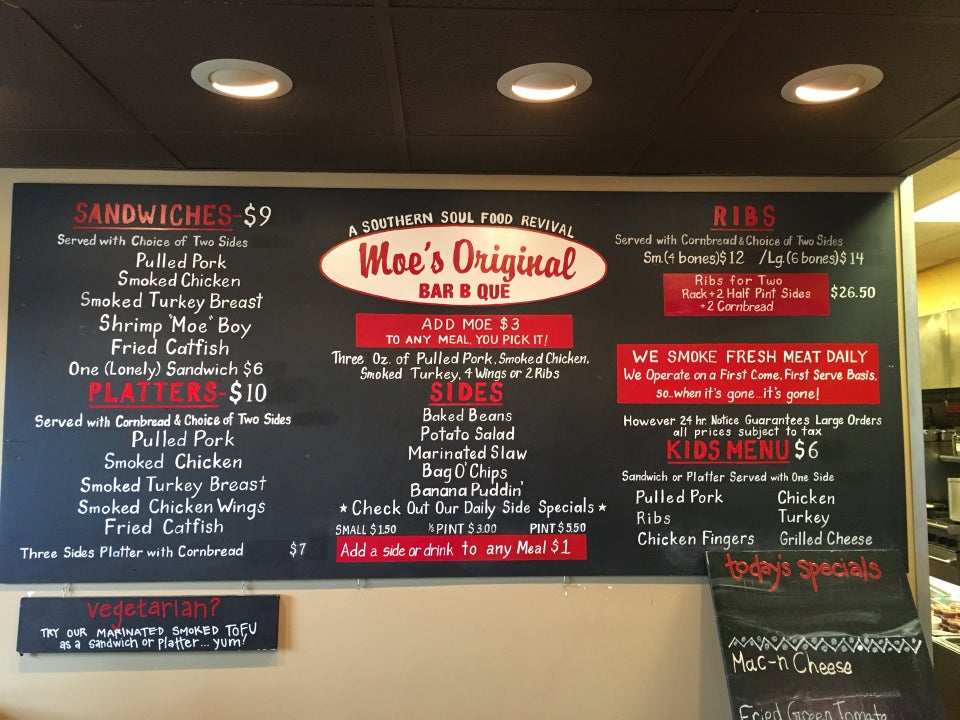 SANDWICHES-$9
Served with Choice of Two Sides
Pulled Pork
Smoked Chicken
Smoked Turkey Breast
Shrimp "Moe" Boy
Fried Catfish
One (Lonely) Sandwich $6
PLATTERS-$10
Served with Cornbread & Choice of Two Sides
Pulled Pork
Smoked Chicken
Smoked Turkey Breast
Smoked Chicken Wings
Fried Catfish
Three Sides Platter with Cornbread $7
vegetarian?
TRY OUR MARINATED SMOKED TOFU
as a sandwich or platter... yum!
A SOUTHERN SOUL FOOD REVIVAL
Moe's Original
BAR B QUE
ADD MOE $3
TO ANY MEAL, YOU PICK IT!
Three Oz. of Pulled Pork, Smoked Chicken,
Smoked Turkey, 4 Wings or 2 Ribs
SIDES
Baked Beans
Potato Salad
Marinated Slaw
Bag O' Chips
Banana Puddin'
★ Check Out Our Daily Side Specials ★
SMALL $1.50 ½ PINT $3.00 PINT $5.50
Add a side or drink to any Meal $1
RIBS
Served with Cornbread & Choice of Two Sides
Sm.(4 bones)$12 /Lg.(6 bones)$14
Ribs for Two
Rack+2 Half Pint Sides $26.50
+2 Cornbread
WE SMOKE FRESH MEAT DAILY
We Operate on a First Come, First Serve Basis,
so..when it's gone...it's gone!
However 24 hr. Notice Guarantees Large Orders
all prices subject to tax
KIDS MENU $6
Sandwich or Platter Served with One Side
Pulled Pork Chicken
Ribs Turkey
Chicken Fingers Grilled Cheese
today's specials
Mac-n Cheese
Fried Green Tomato